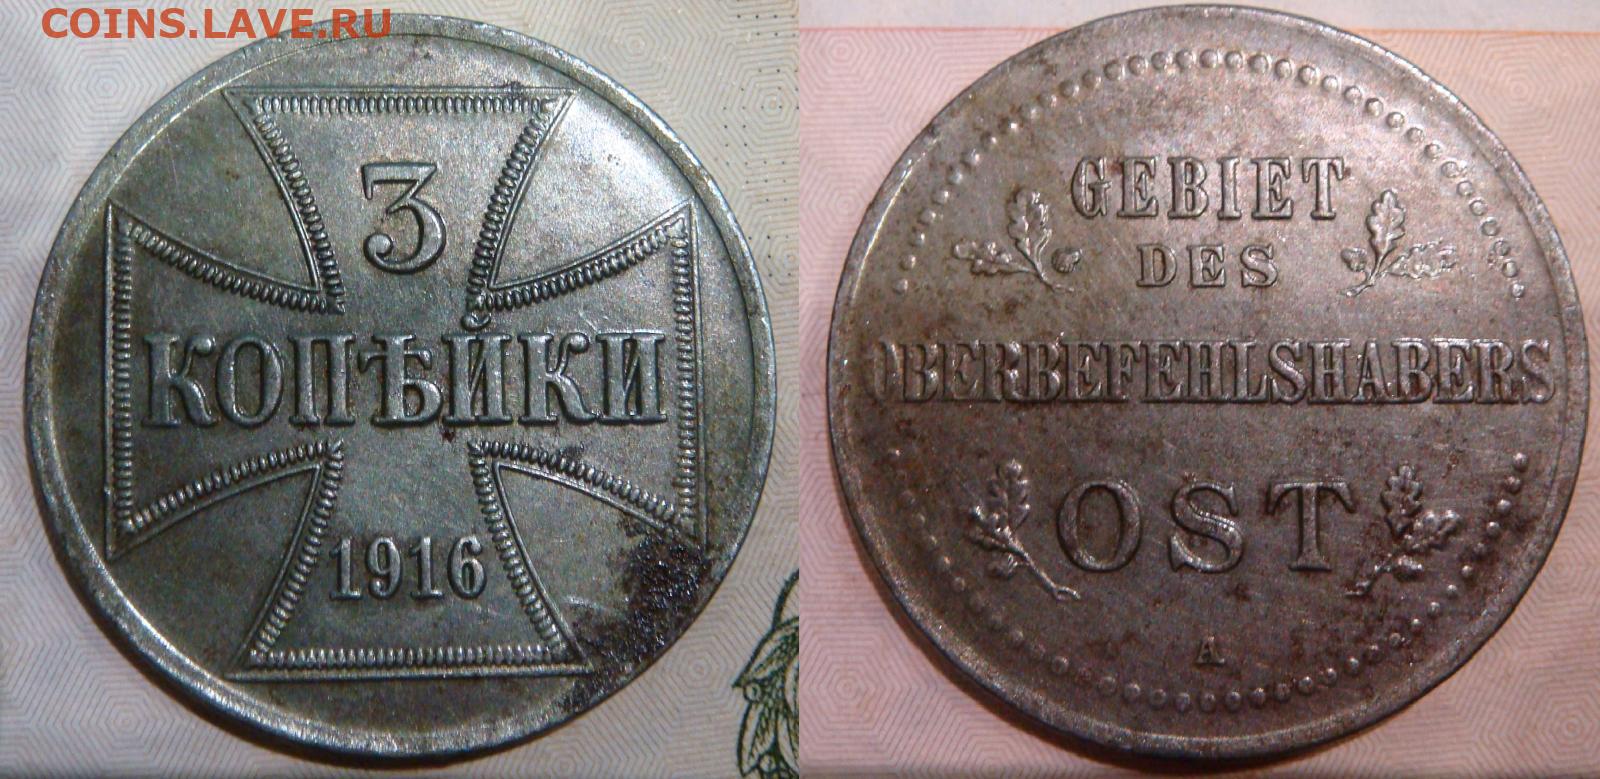 COINS.LAVE.RU
3
КОПѢЙКИ
1916
GEBIET
DES
OBERBEFEHLSHABERS
OST
A